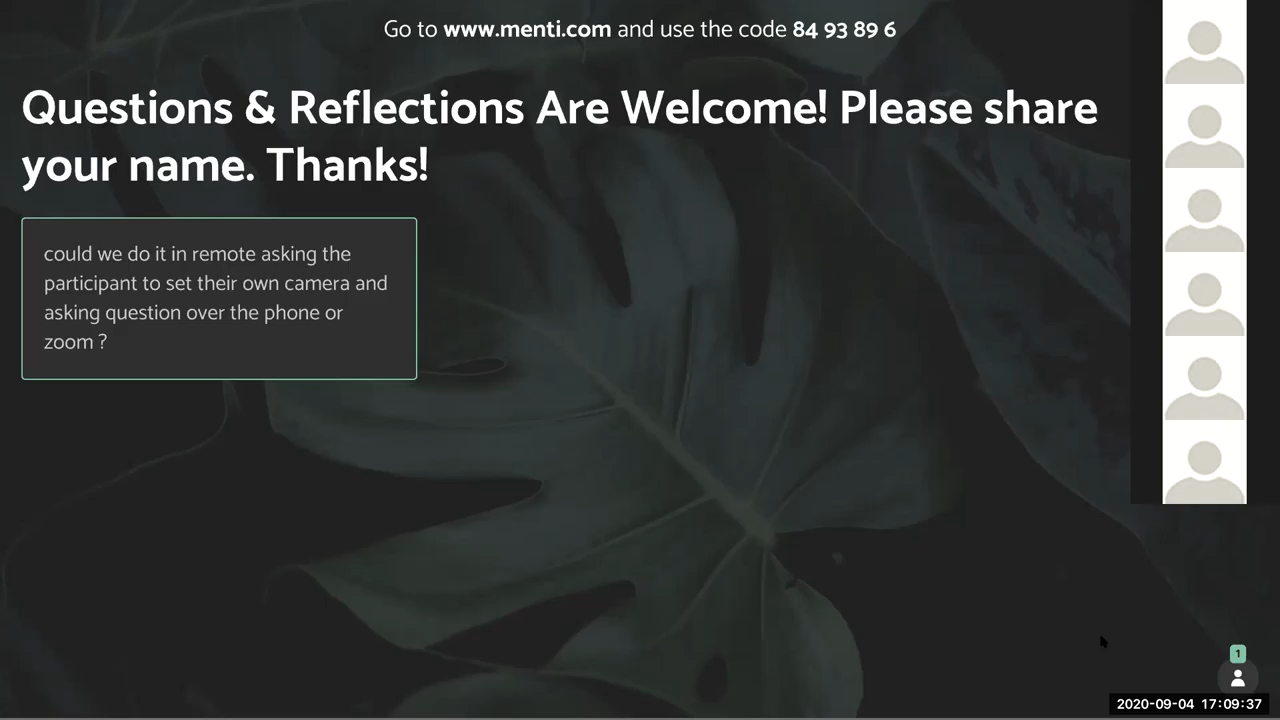 Go to www.menti.com and use the code 84 93 89 6
Questions & Reflections Are Welcome! Please share
your name. Thanks!
could we do it in remote asking the
participant to set their own camera and
asking question over the phone or
zoom ?
1
2020-09-04 17:09:37